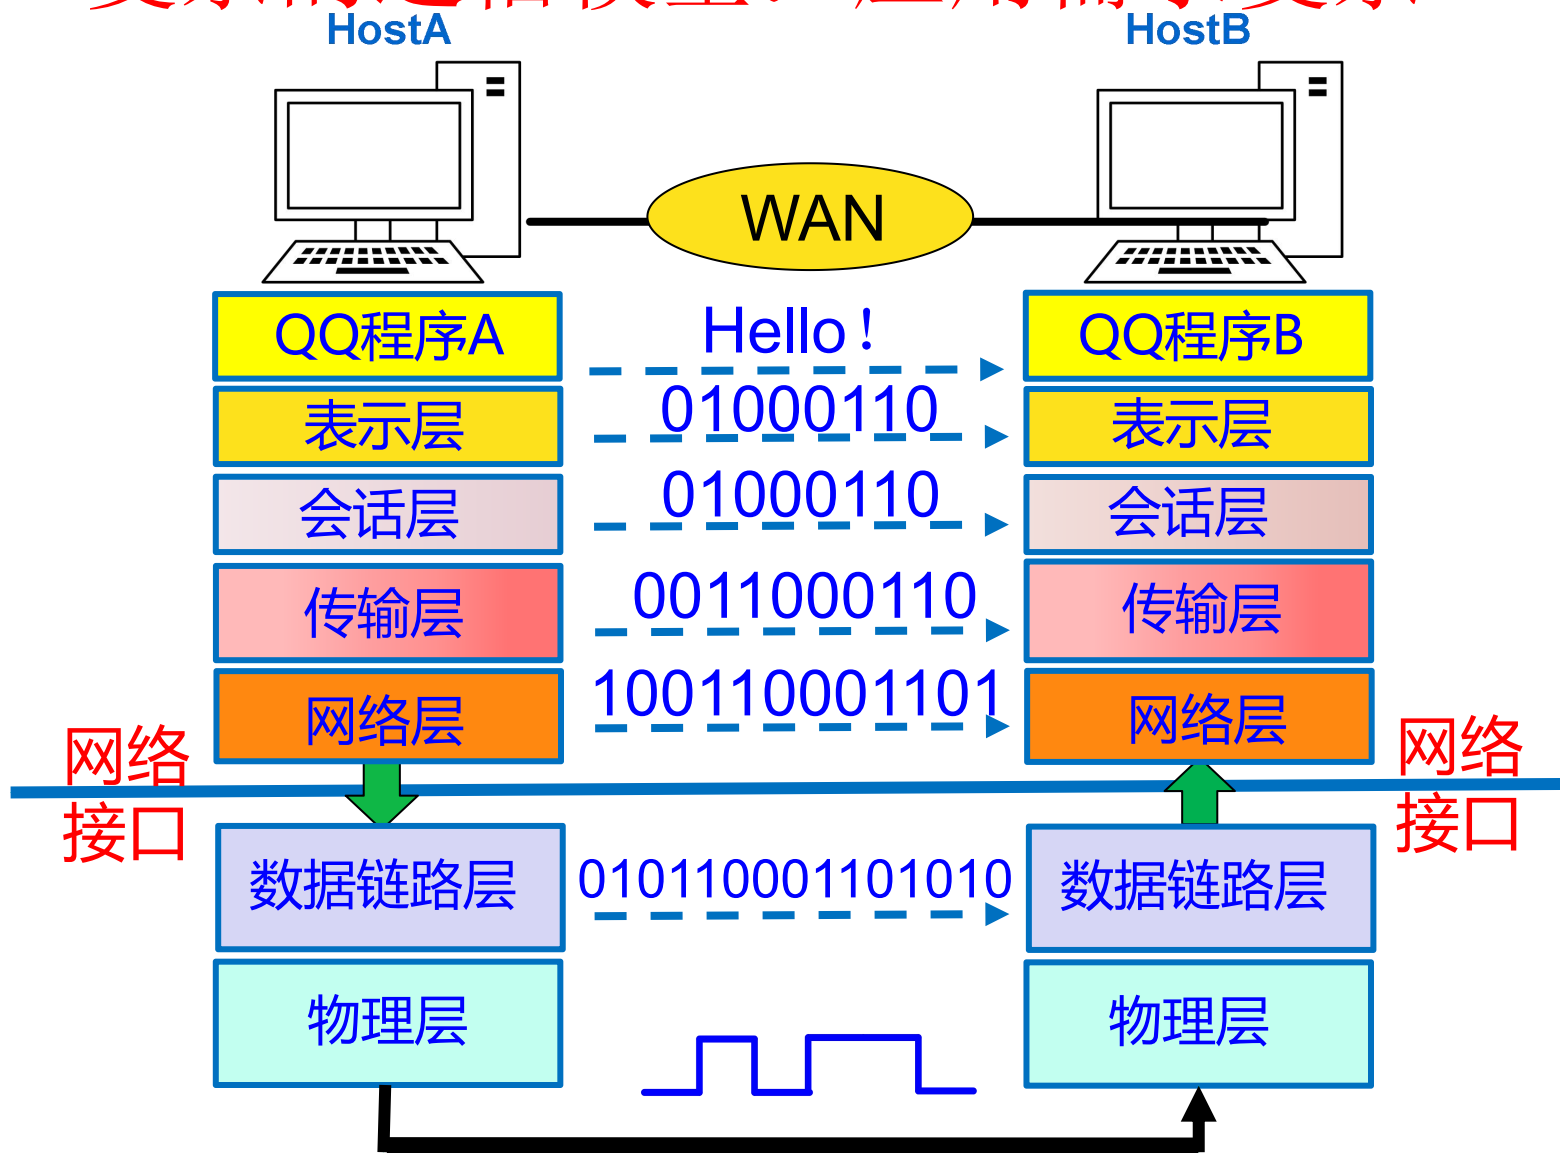 HostA
HostB
WAN
QQ程序A
Hello！
QQ程序B
表示层
01000110
表示层
会话层
01000110
会话层
传输层
0011000110
传输层
网络层
100110001101
网络层
网络
接口
网络
接口
数据链路层
010110001101010
数据链路层
物理层
物理层